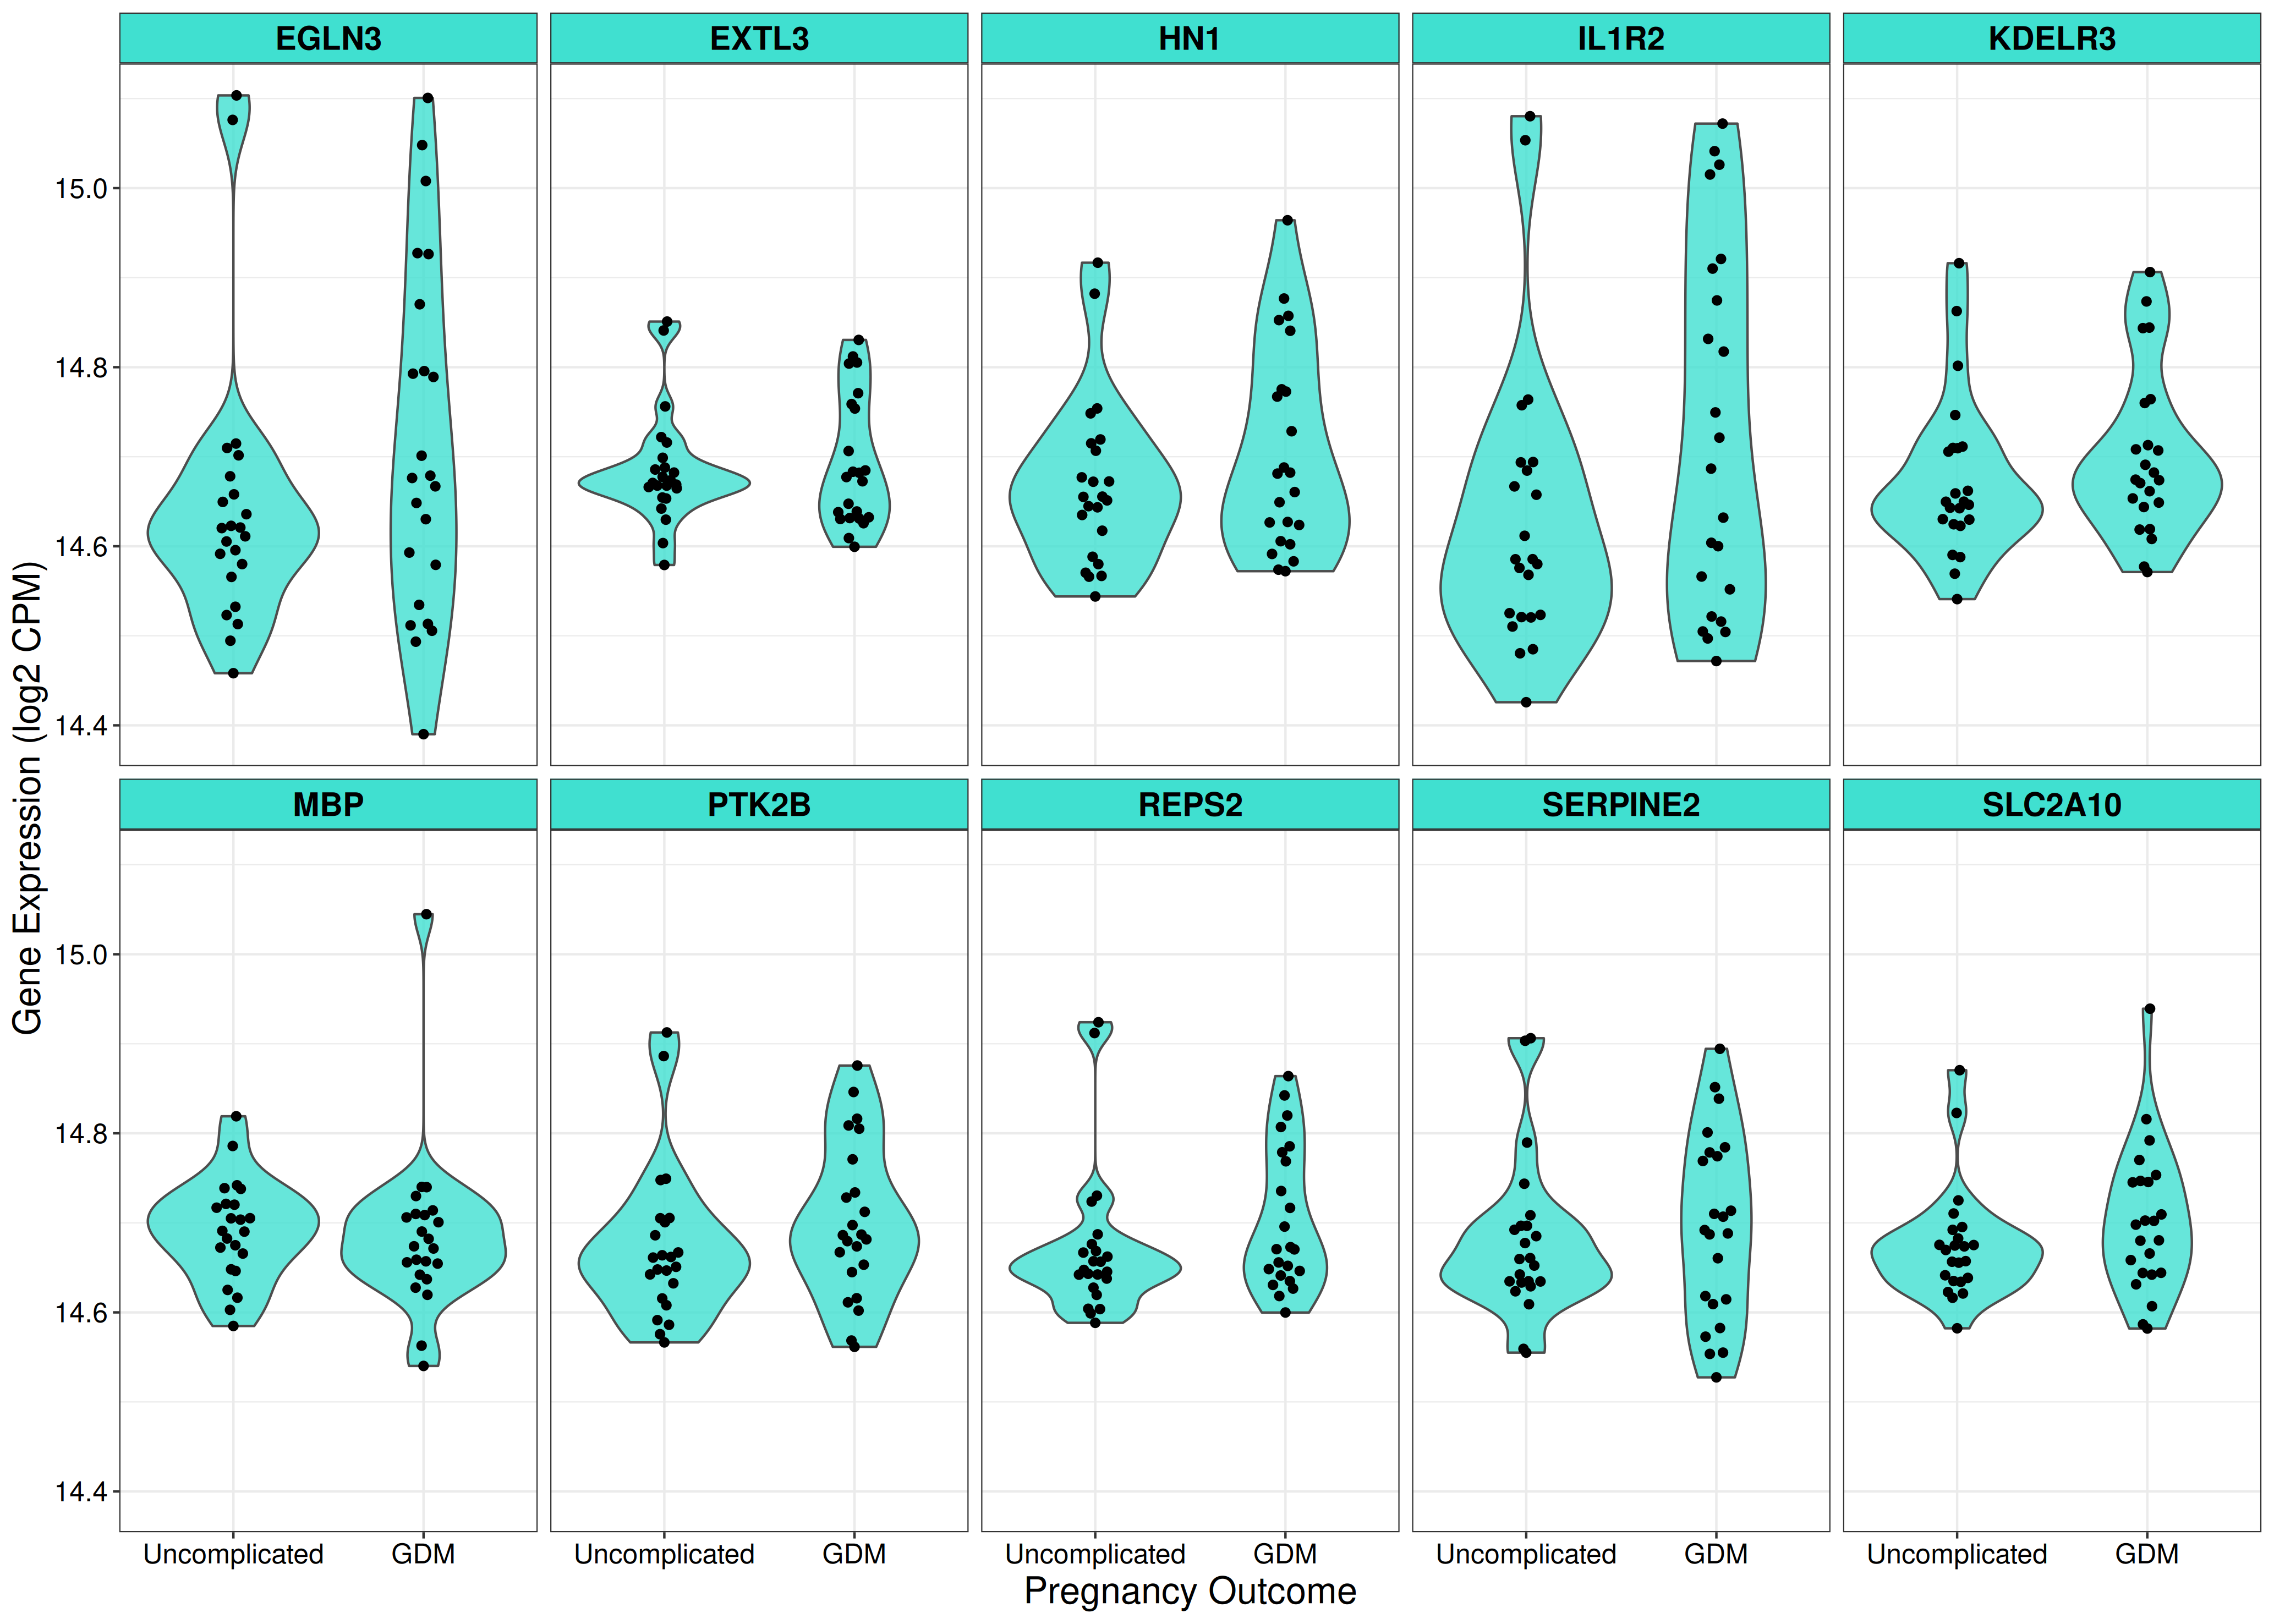 EGLN3 EXTL3 HN1 IL1R2 KDELR3
15.0
14.8
14.6
14.4
MBP PTK2B REPS2 SERPINE2 SLC2A10
15.0
14.8
14.6
14.4
Gene Expression (log2 CPM)
Uncomplicated GDM Uncomplicated GDM Uncomplicated GDM Uncomplicated GDM Uncomplicated GDM
Pregnancy Outcome